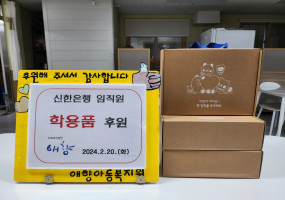 후원해 주셔서 감사합니다
신한은행 임직원
학용품 후원
애향
2024.2.20.(화)
애향아동복지원